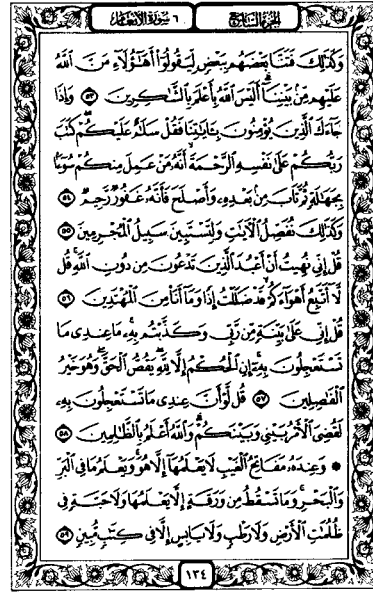 الجزء السابع
٦ سورة الأنعام
وَكَذَٰلِكَ فَتَنَّا بَعْضَهُم بِبَعْضٍ لِّيَقُولُوٓا۟ أَهَٰٓؤُلَآءِ مَنَّ ٱللَّهُ
عَلَيْهِم مِّنۢ بَيْنِنَآ ۗ أَلَيْسَ ٱللَّهُ بِأَعْلَمَ بِٱلشَّٰكِرِينَ ٥٣ وَإِذَا
جَآءَكَ ٱلَّذِينَ يُؤْمِنُونَ بِـَٔايَٰتِنَا فَقُلْ سَلَٰمٌ عَلَيْكُمْ ۖ كَتَبَ
رَبُّكُمْ عَلَىٰ نَفْسِهِ ٱلرَّحْمَةَ ۖ أَنَّهُۥ مَنْ عَمِلَ مِنكُمْ سُوٓءًۢا
بِجَهَٰلَةٍ ثُمَّ تَابَ مِنۢ بَعْدِهِۦ وَأَصْلَحَ فَأَنَّهُۥ غَفُورٌ رَّحِيمٌ ٥٤
وَكَذَٰلِكَ نُفَصِّلُ ٱلْـَٔايَٰتِ وَلِتَسْتَبِينَ سَبِيلُ ٱلْمُجْرِمِينَ ٥٥
قُلْ إِنِّى نُهِيتُ أَنْ أَعْبُدَ ٱلَّذِينَ تَدْعُونَ مِن دُونِ ٱللَّهِ ۚ قُل
لَّآ أَتَّبِعُ أَهْوَآءَكُمْ ۙ قَدْ ضَلَلْتُ إِذًا وَمَآ أَنَا۠ مِنَ ٱلْمُهْتَدِينَ ٥٦
قُلْ إِنِّى عَلَىٰ بَيِّنَةٍ مِّن رَّبِّى وَكَذَّبْتُم بِهِۦ ۚ مَا عِندِى مَا
تَسْتَعْجِلُونَ بِهِۦٓ ۚ إِنِ ٱلْحُكْمُ إِلَّا لِلَّهِ ۖ يَقُصُّ ٱلْحَقَّ ۖ وَهُوَ خَيْرُ
ٱلْفَٰصِلِينَ ٥٧ قُل لَّوْ أَنَّ عِندِى مَا تَسْتَعْجِلُونَ بِهِۦ
لَقُضِىَ ٱلْأَمْرُ بَيْنِى وَبَيْنَكُمْ ۗ وَٱللَّهُ أَعْلَمُ بِٱلظَّٰلِمِينَ ٥٨
۞ وَعِندَهُۥ مَفَاتِحُ ٱلْغَيْبِ لَا يَعْلَمُهَآ إِلَّا هُوَ ۚ وَيَعْلَمُ مَا فِى ٱلْبَرِّ
وَٱلْبَحْرِ ۚ وَمَا تَسْقُطُ مِن وَرَقَةٍ إِلَّا يَعْلَمُهَا وَلَا حَبَّةٍ فِى
ظُلُمَٰتِ ٱلْأَرْضِ وَلَا رَطْبٍ وَلَا يَابِسٍ إِلَّا فِى كِتَٰبٍ مُّبِينٍ ٥٩
١٣٤